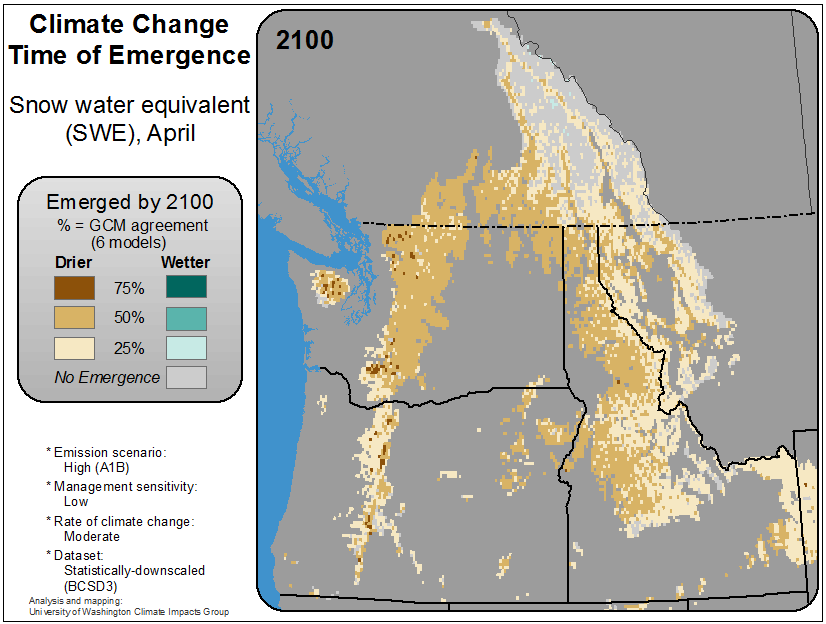 Climate Change
Time of Emergence
Snow water equivalent
(SWE), April
2100
Emerged by 2100
% = GCM agreement
(6 models)
Drier Wetter
75%
50%
25%
No Emergence
* Emission scenario:
High (A1B)
* Management sensitivity:
Low
* Rate of climate change:
Moderate
* Dataset:
Statistically-downscaled
(BCSD3)
Analysis and mapping:
University of Washington Climate Impacts Group